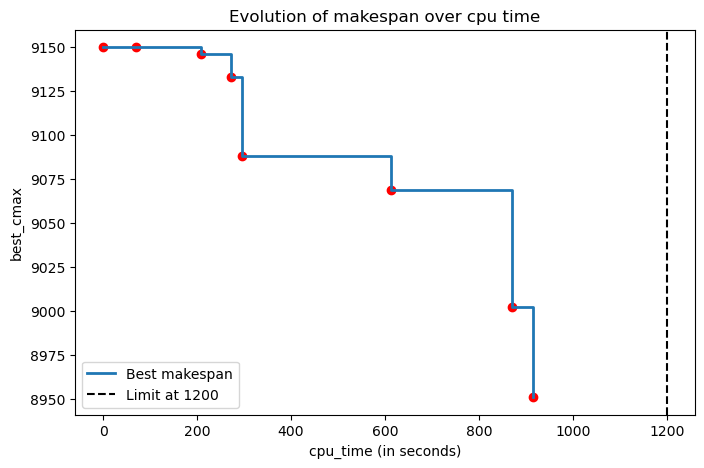 Evolution of makespan over cpu time
best_cmax
9150
9125
9100
9075
9050
9025
9000
8975
8950
Best makespan
Limit at 1200
0 200 400 600 800 1000 1200
cpu_time (in seconds)